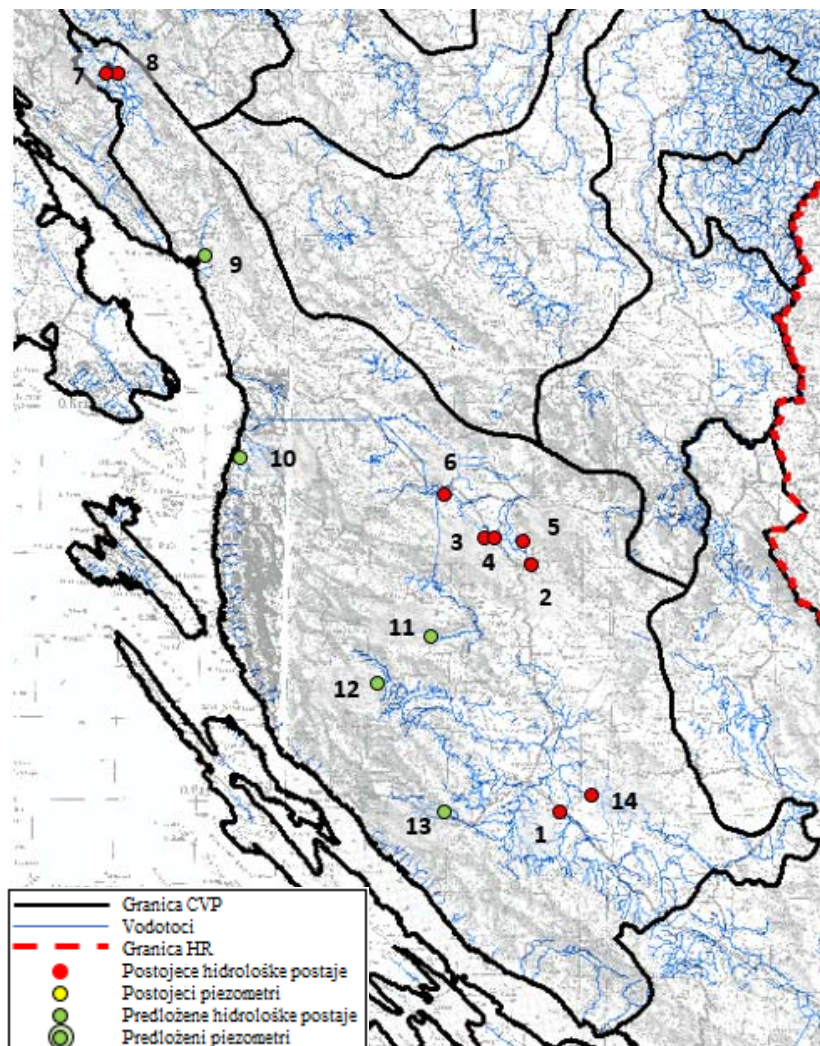 7
8
9
10
6
3
4
5
2
11
12
13
1
14
Granica CVP
Vodotoci
Granica HR
Postojece hidrološke postaje
Postojeci piezometri
Predložene hidrološke postaje
Predloženi piezometri